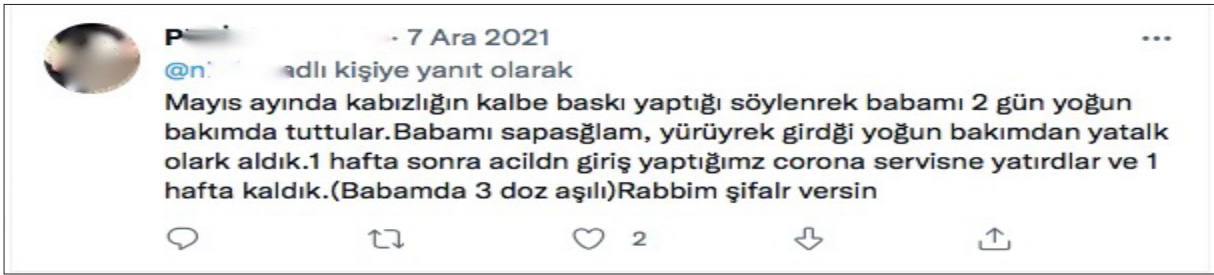 · 7 Ara 2021
adlı kişiye yanıt olarak
Mayıs ayında kabızlığın kalbe baskı yaptığı söylenrek babamı 2 gün yoğun
bakımda tuttular.Babamı sapasğlam, yürüyrek girdği yoğun bakımdan yatalk
olark aldık.1 hafta sonra acildn giriş yaptığımz corona servisne yatırdlar ve 1
hafta kaldık.(Babamda 3 doz aşılı)Rabbim şifalr versin
2